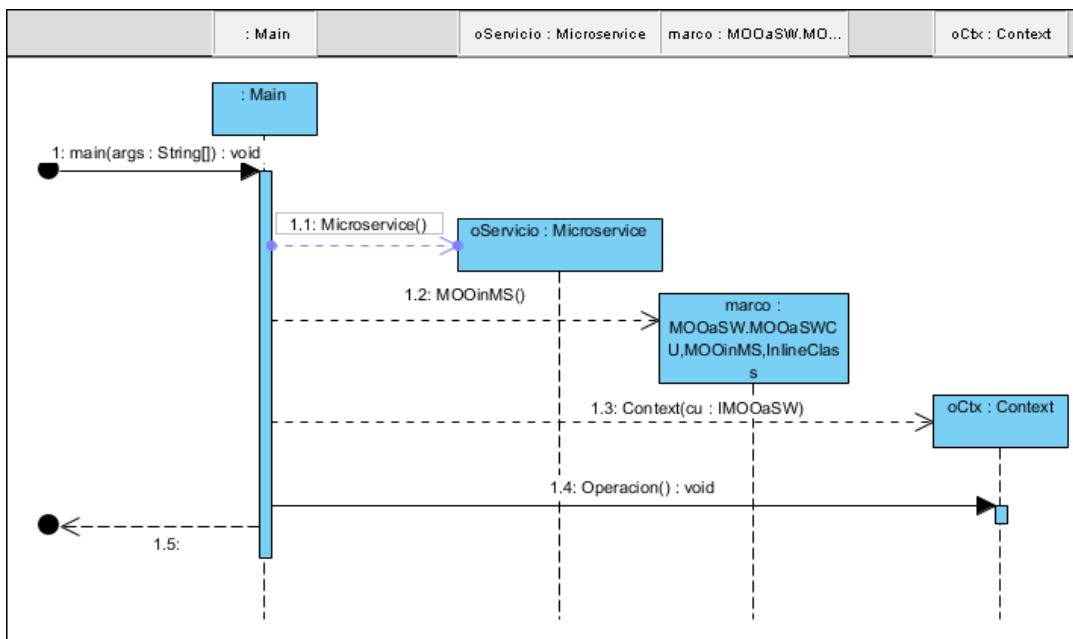 : Main
oServicio : Microservice
marco : MOOaSW.MO...
oCtx : Context
: Main
1: main(args : String[]) : void
1.1: Microservice()
oServicio : Microservice
1.2: MOOinMS()
marco :
MOOaSW.MOOaSWC
U,MOOinMS,InlineClas
s
1.3: Context(cu : IMOOaSW)
oCtx : Context
1.4: Operacion() : void
1.5: